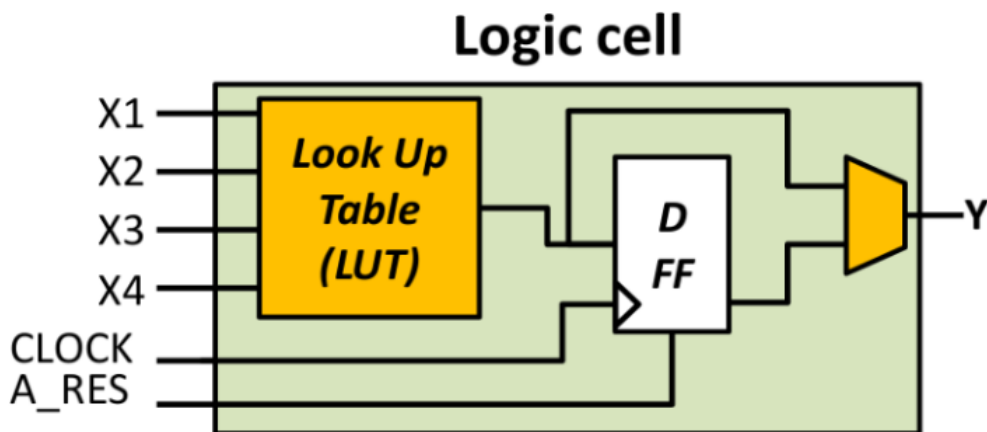 Logic cell
X1
X2
X3
X4
CLOCK
A_RES
Look Up
Table
(LUT)
D
FF
Y